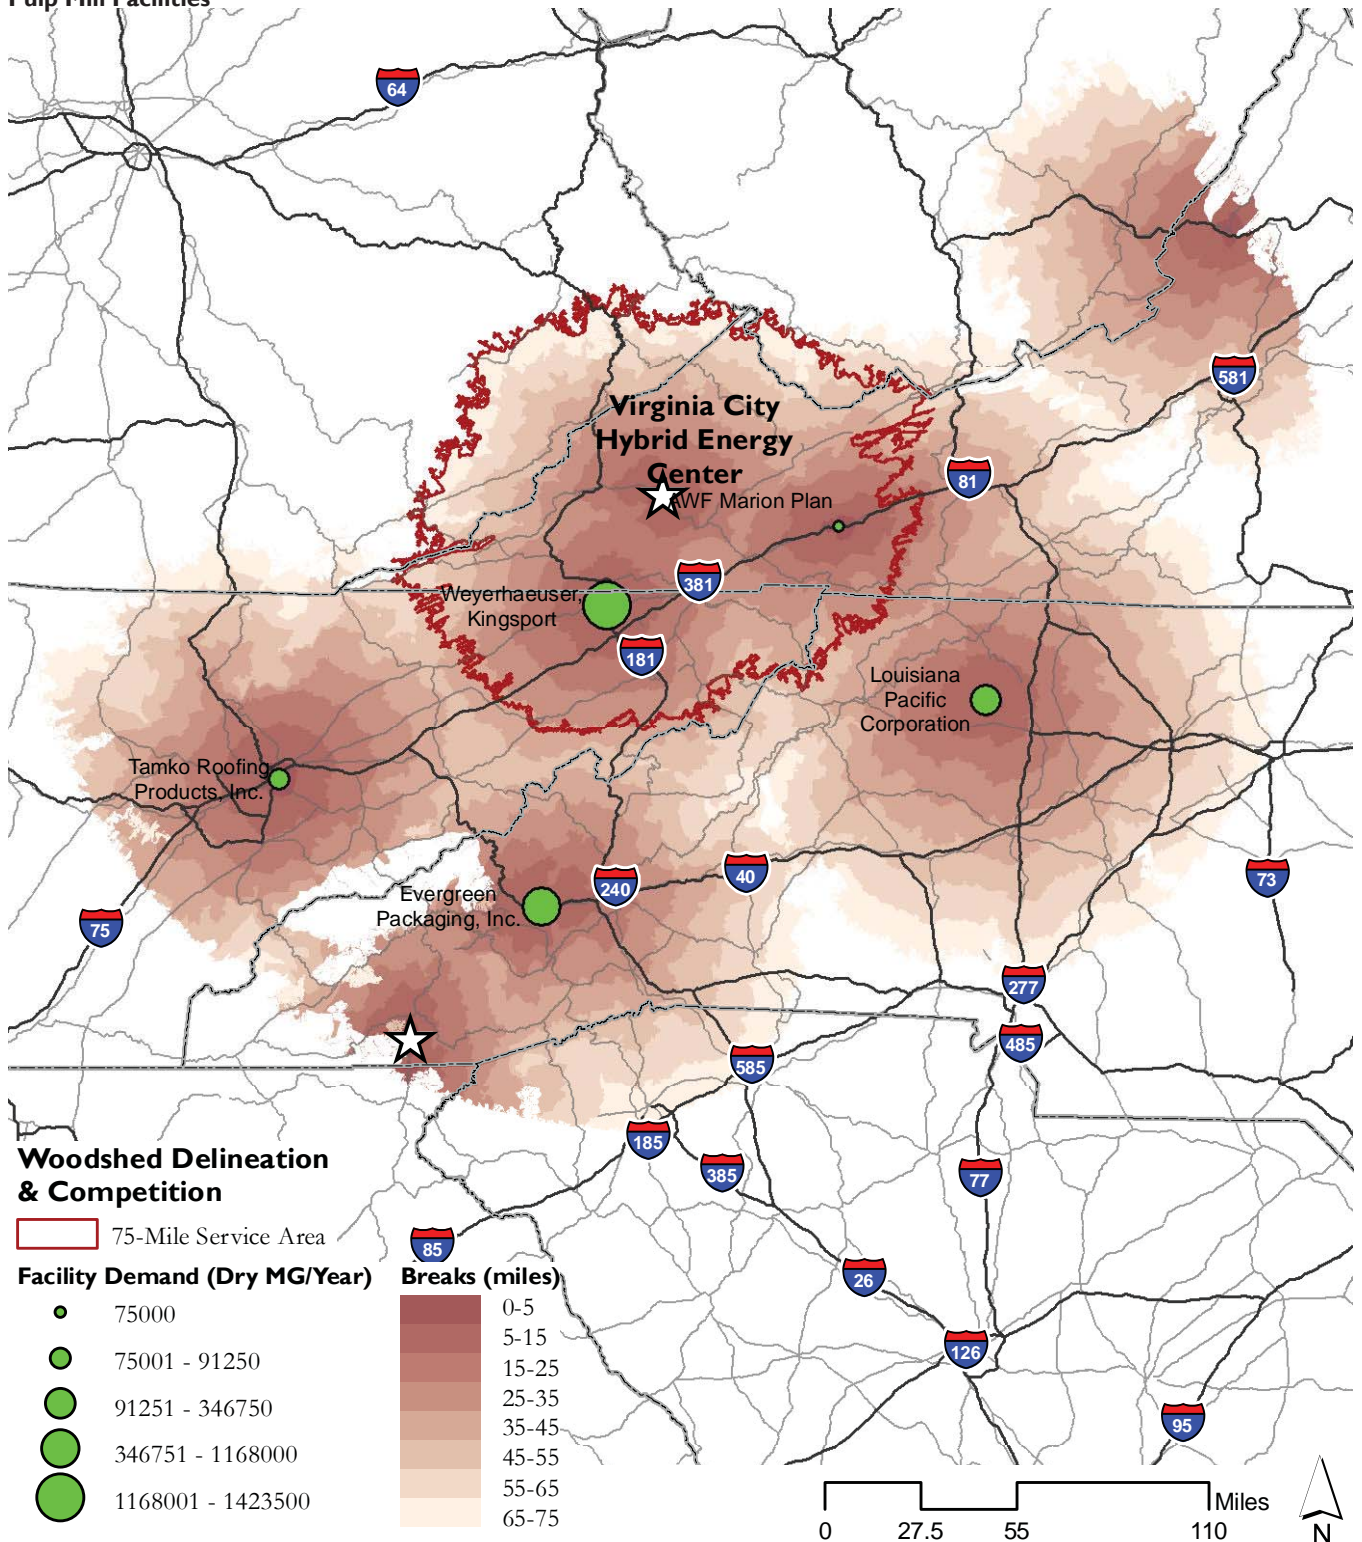 Pulp Mill Facilities
64
581
Virginia City
Hybrid Energy
Center
81
AWF Marion Plan
381
Weyerhaeuser,
Kingsport
181
Louisiana
Pacific
Corporation
Tamko Roofing
Products, Inc.
240
40
73
Evergreen
Packaging, Inc.
75
277
485
585
185
385
77
85
26
126
95
Woodshed Delineation
& Competition
75-Mile Service Area
Facility Demand (Dry MG/Year)
75000
75001 - 91250
91251 - 346750
346751 - 1168000
1168001 - 1423500
Breaks (miles)
0-5
5-15
15-25
25-35
35-45
45-55
55-65
65-75
Miles
0 27.5 55 110
N